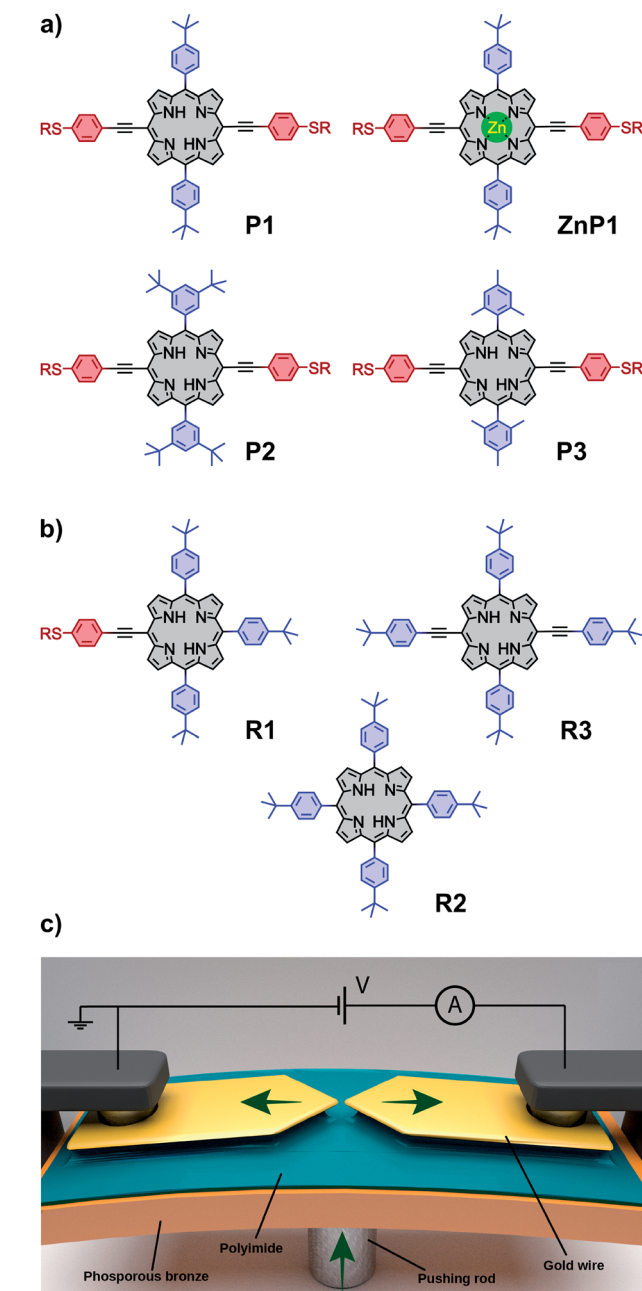 a)
RS NH N N HN SR
P1
RS N N Zn N N SR
ZnP1
RS NH N N HN SR
P2
RS NH N N HN SR
P3
b)
RS NH N N HN
R1
NH N N HN
R3
NH N N HN
R2
c)
V
A
Polyimide
Gold wire
Phosporous bronze
Pushing rod